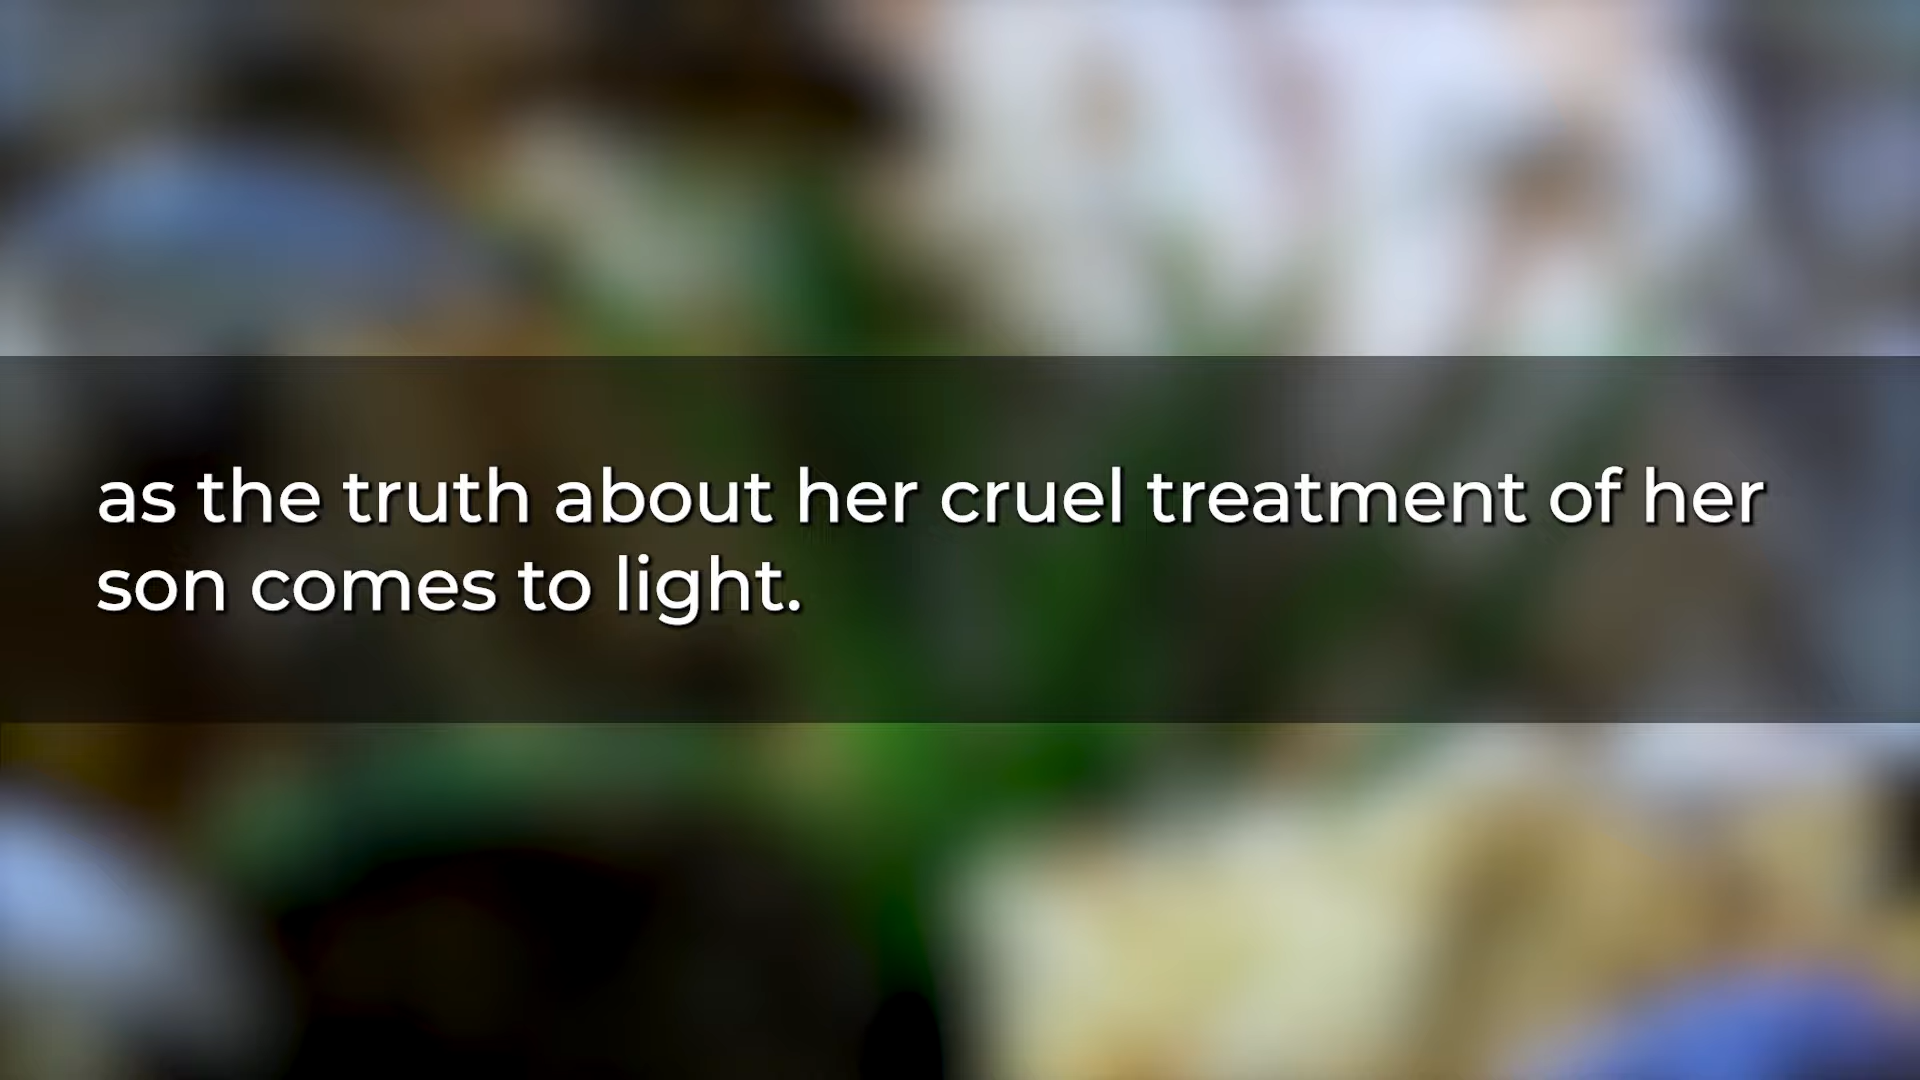 as the truth about her cruel treatment of her
son comes to light.